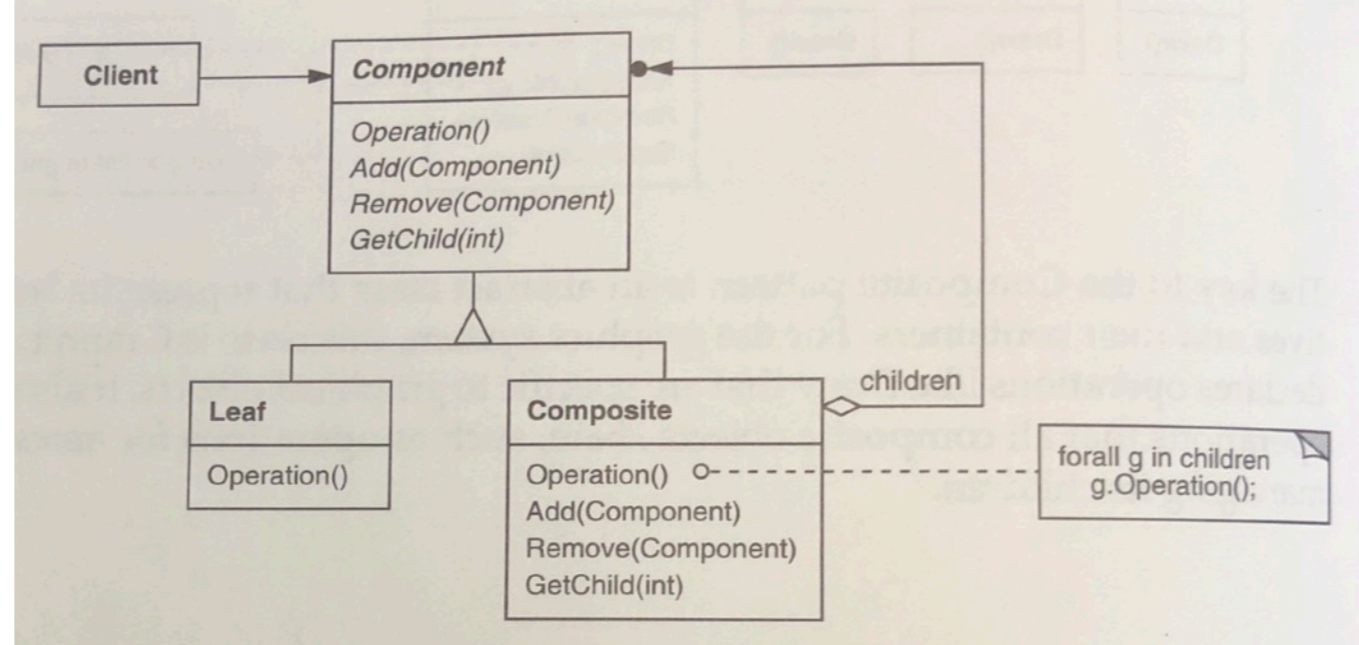 Client
Component
Operation()
Add(Component)
Remove(Component)
GetChild(int)
Leaf
Operation()
Composite
Operation()
Add(Component)
Remove(Component)
GetChild(int)
children
forall g in children
g.Operation();